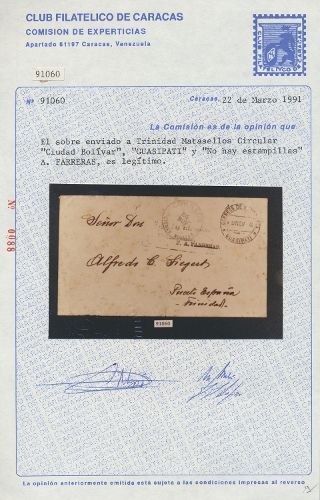 CLUB FILATELICO DE CARACAS
COMISION DE EXPERTICIAS
Apartado 61197 Caracas, Venezuela
91060
Nº 91060
Caracas, 22 de Marzo 1991
La Comisión es de la opinión que
El sobre enviado a Trinidad Matasellos Circular
"Ciudad Bolívar", "GUASIPATI" y "No hay estampillas"
A. FARRERAS, es legítimo.
Nº 0088
Señor Don
Alfredo C. Siegert
Puerto España
Trinidad.
91060
La opinión anteriormente emitida está sujeta a las condiciones impresas al reverso